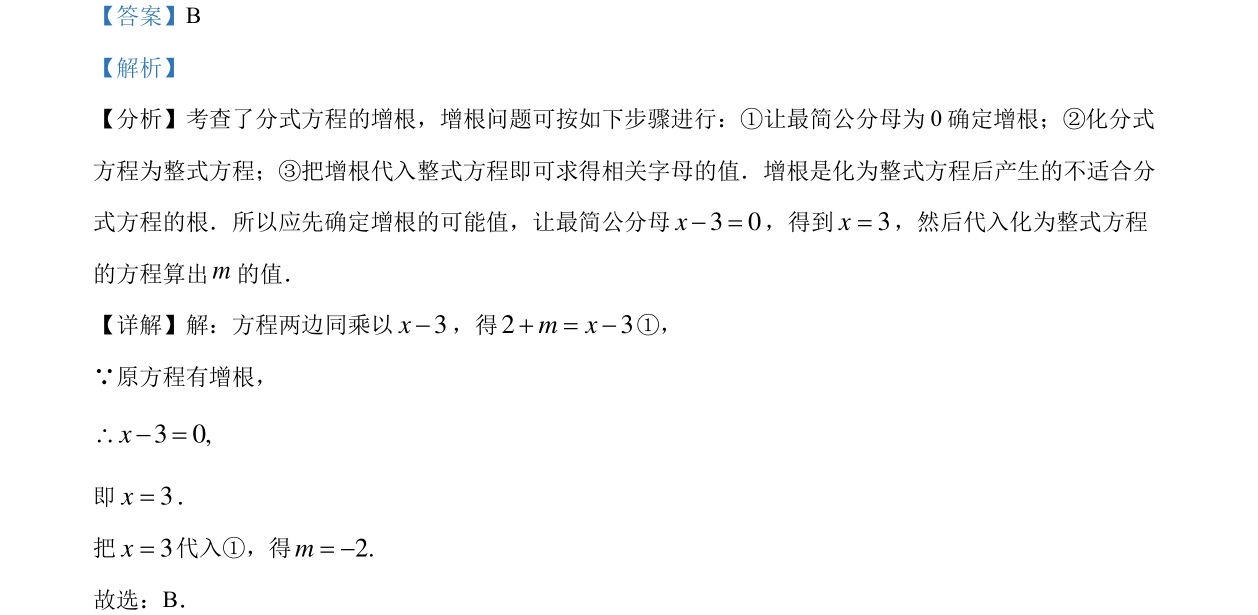 【答案】B
【解析】
【分析】考查了分式方程的增根，增根问题可按如下步骤进行：①让最简公分母为 0 确定增根；②化分式
方程为整式方程；③把增根代入整式方程即可求得相关字母的值．增根是化为整式方程后产生的不适合分
式方程的根．所以应先确定增根的可能值，让最简公分母 x－3＝0，得到 x＝3，然后代入化为整式方程
的方程算出 m 的值．
【详解】解：方程两边同乘以 x－3，得 2＋m＝x－3①，
∵原方程有增根，
∴x－3＝0,
即 x＝3．
把 x＝3代入①，得 m＝－2.
故选：B．